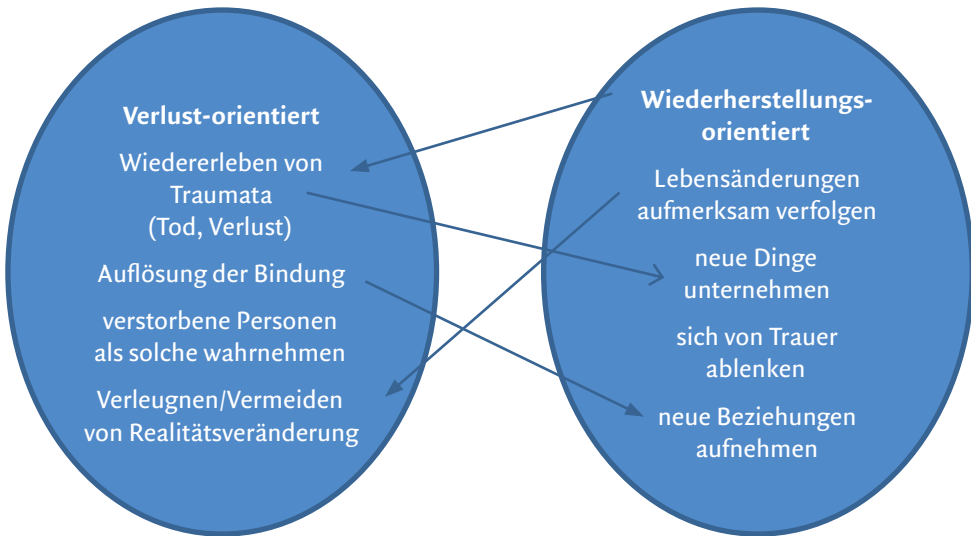 Verlust-orientiert
Wiedererleben von
Traumata
(Tod, Verlust)
Auflösung der Bindung
verstorbene Personen
als solche wahrnehmen
Verleugnen/Vermeiden
von Realitätsveränderung
Wiederherstellungs-
orientiert
Lebensänderungen
aufmerksam verfolgen
neue Dinge
unternehmen
sich von Trauer
ablenken
neue Beziehungen
aufnehmen